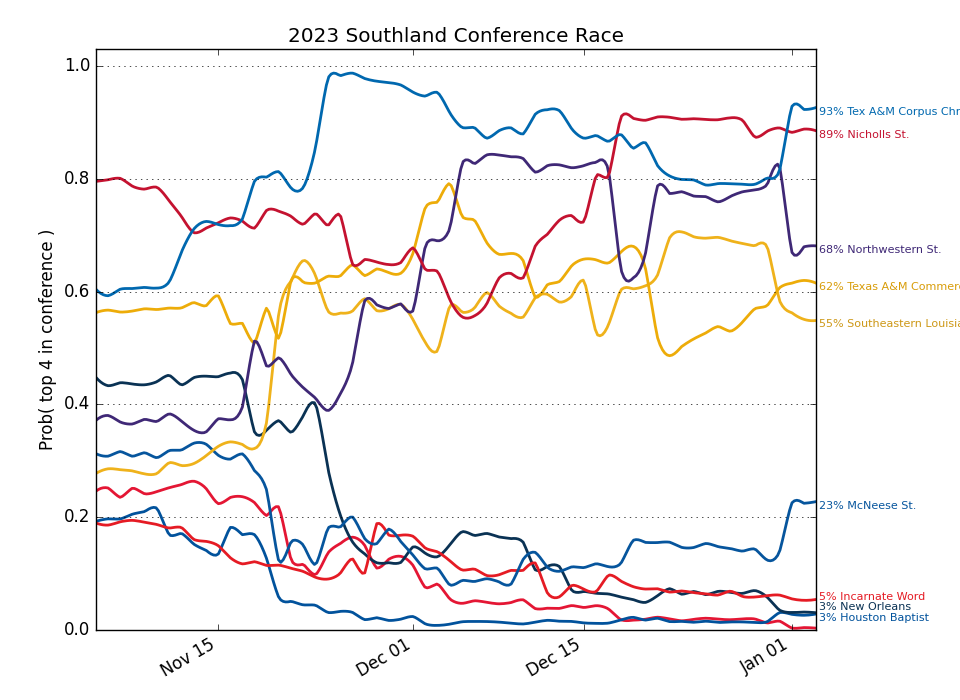 2023 Southland Conference Race
Prob( top 4 in conference )
1.0
0.8
0.6
0.4
0.2
0.0
Nov 15
Dec 01
Dec 15
Jan 01
93% Tex A&M Corpus Chr
89% Nicholls St.
68% Northwestern St.
62% Texas A&M Commerc
55% Southeastern Louisia
23% McNeese St.
5% Incarnate Word
3% New Orleans
3% Houston Baptist